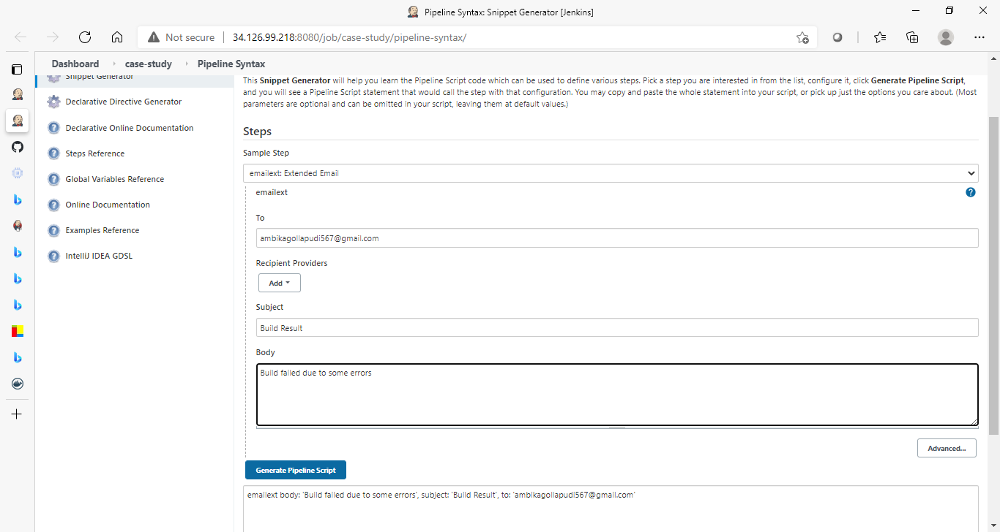 Pipeline Syntax: Snippet Generator [Jenkins]
Not secure
34.126.99.218:8080/job/case-study/pipeline-syntax/
Dashboard case-study Pipeline Syntax
Snippet Generator
Declarative Directive Generator
Declarative Online Documentation
Steps Reference
Global Variables Reference
Online Documentation
Examples Reference
IntelliJ IDEA GDSL
This Snippet Generator will help you learn the Pipeline Script code which can be used to define various steps. Pick a step you are interested in from the list, configure it, click Generate Pipeline Script,
and you will see a Pipeline Script statement that would call the step with that configuration. You may copy and paste the whole statement into your script, or pick up just the options you care about. (Most
parameters are optional and can be omitted in your script, leaving them at default values.)
Steps
Sample Step
emailext: Extended Email
emailext
?
To
ambikagollapudi567@gmail.com
Recipient Providers
Add
Subject
Build Result
Body
Build failed due to some errors
Advanced...
Generate Pipeline Script
emailext body: 'Build failed due to some errors', subject: 'Build Result', to: 'ambikagollapudi567@gmail.com'